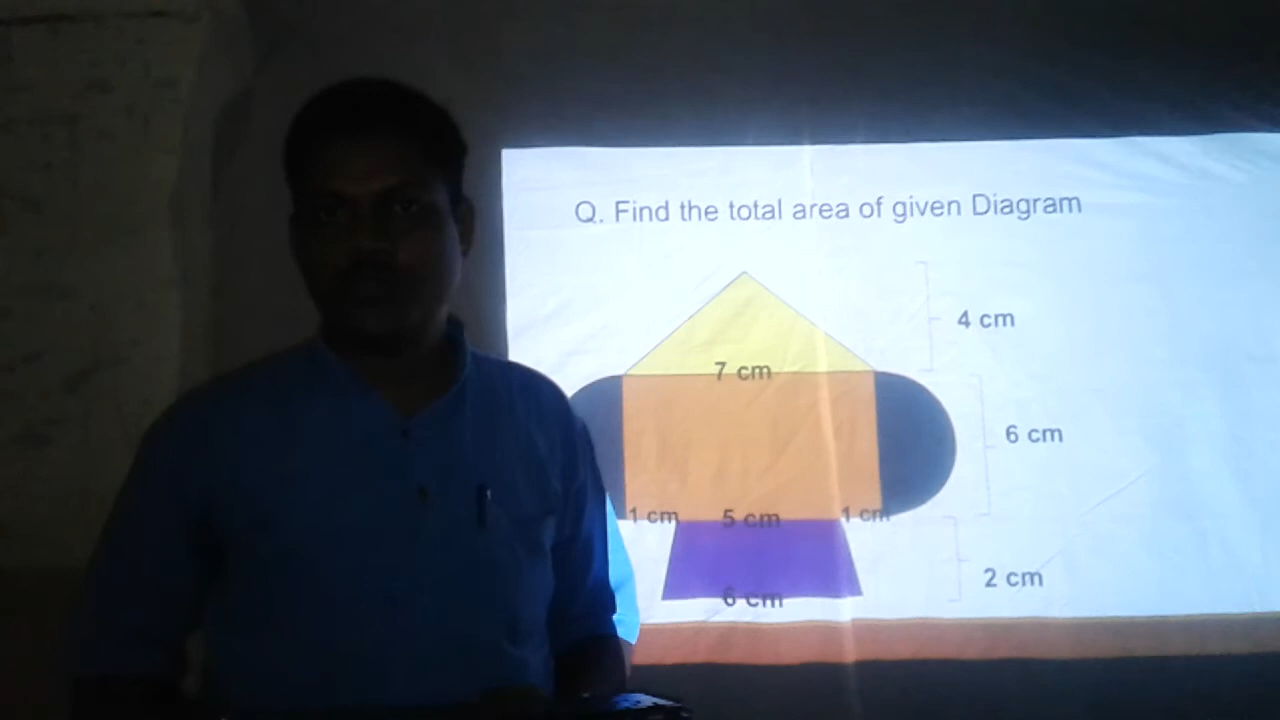 Q. Find the total area of given Diagram
4 cm
7 cm
6 cm
1 cm 5 cm 1 cm
2 cm
6 cm